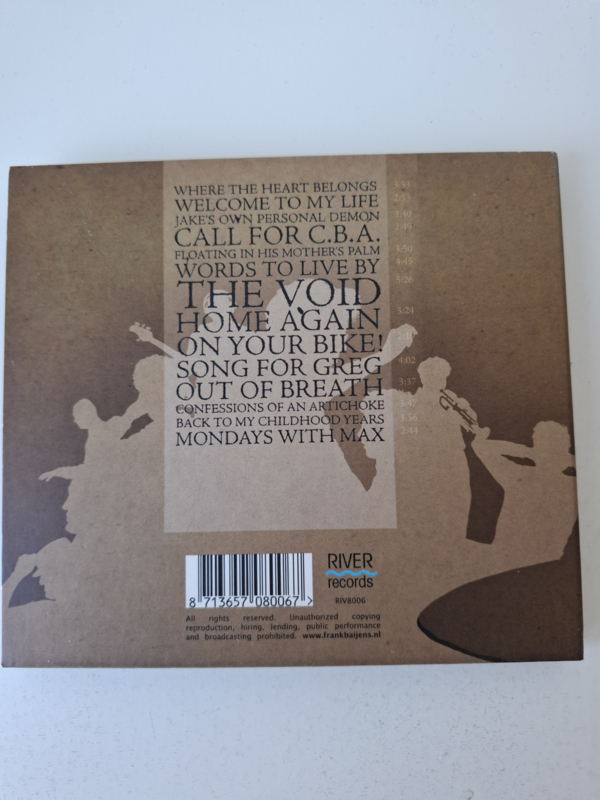 WHERE THE HEART BELONGS
WELCOME TO MY LIFE
JAKE'S OWN PERSONAL DEMON
CALL FOR C.B.A.
FLOATING IN HIS MOTHER'S PALM
WORDS TO LIVE BY
THE VOID
HOME AGAIN
ON YOUR BIKE!
SONG FOR GREG
OUT OF BREATH
CONFESSIONS OF AN ARTICHOKE
BACK TO MY CHILDHOOD YEARS
MONDAYS WITH MAX
5:26
5:24
4:02
3:37
2:44
8 713657 080067 >
RIVER
records
RIV8006
All rights reserved. Unauthorized copying
reproduction, hiring, lending, public performance
and broadcasting prohibited. www.frankbaijens.nl